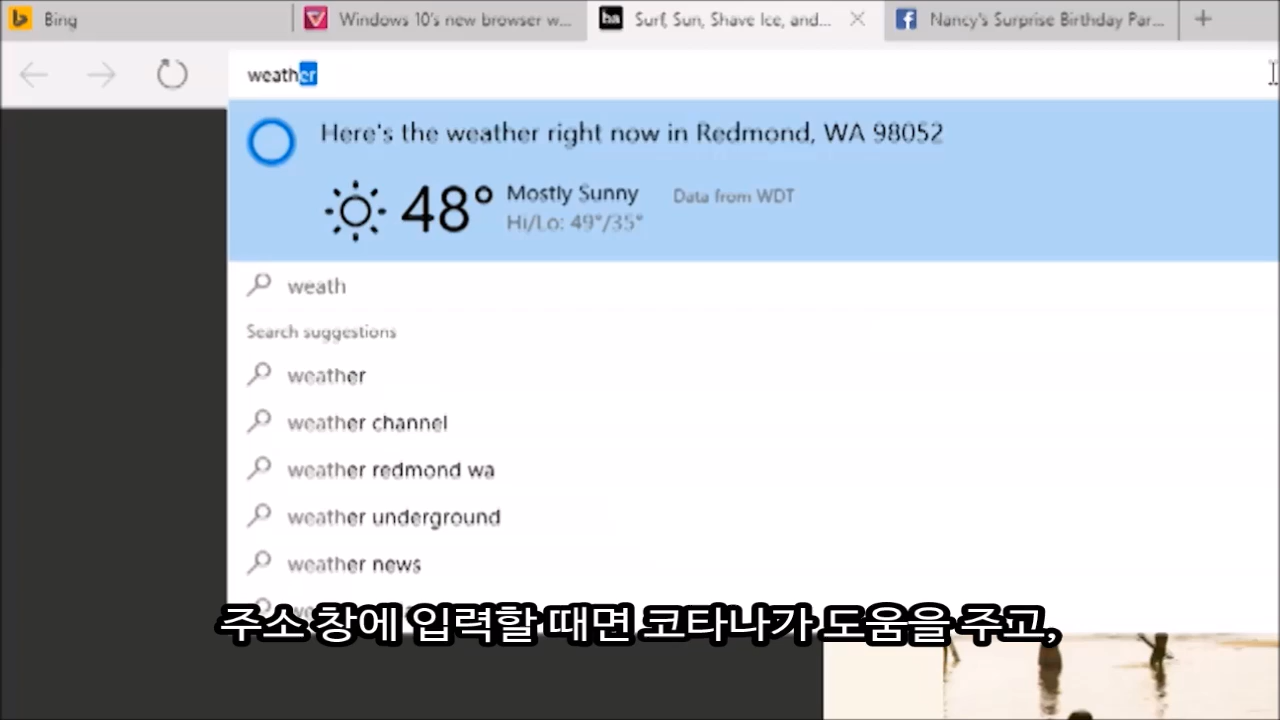 Bing
Windows 10's new browser w...
Surf, Sun, Shave Ice, and...
Nancy's Surprise Birthday Par...
weather
Here's the weather right now in Redmond, WA 98052
48° Mostly Sunny Data from WDT
Hi/Lo: 49°/35°
weath
Search suggestions
weather
weather channel
weather redmond wa
weather underground
weather news
주소 창에 입력할 때면 코타나가 도움을 주고,